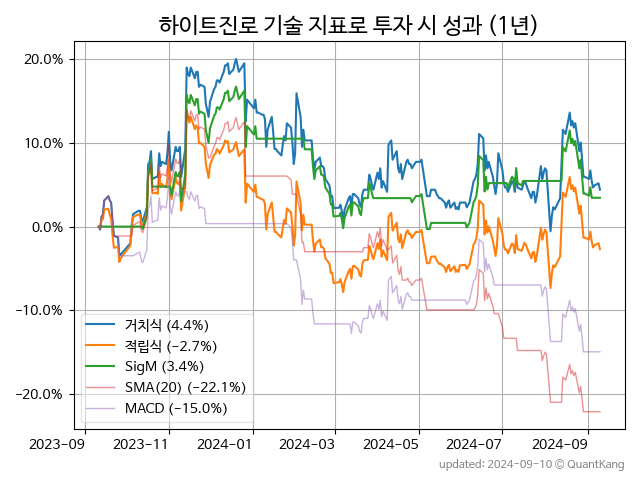 하이트진로 기술 지표로 투자 시 성과 (1년)
20.0%
10.0%
0.0%
−10.0%
−20.0%
거치식 (4.4%)
적립식 (−2.7%)
SigM (3.4%)
SMA(20) (−22.1%)
MACD (−15.0%)
2023-09 2023-11 2024-01 2024-03 2024-05 2024-07 2024-09
updated: 2024-09-10 © QuantKang